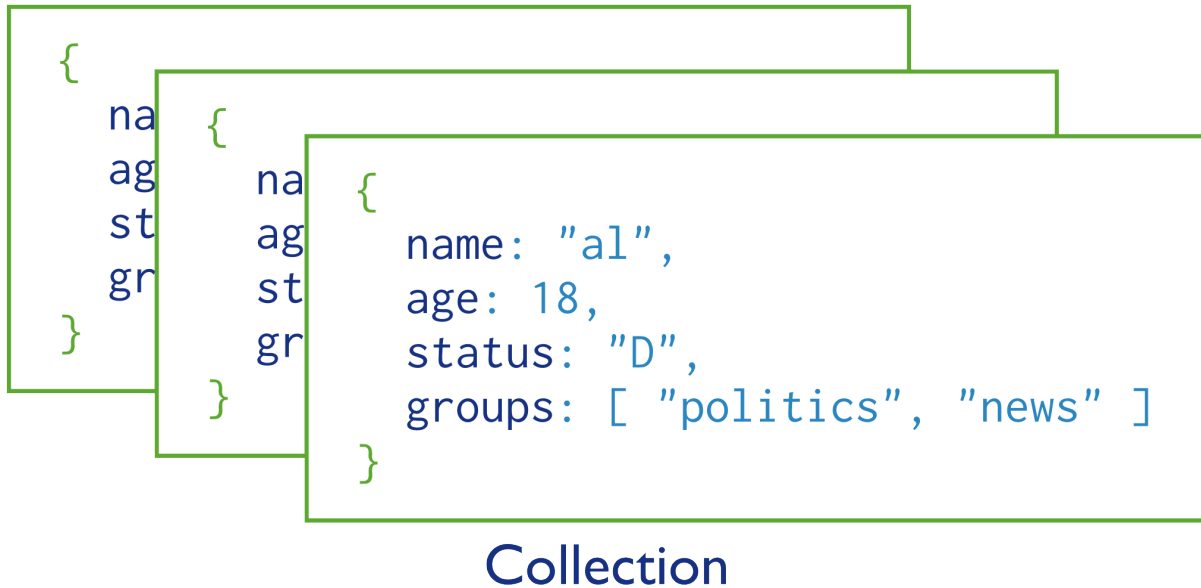 {
na
ag
st
gr
}
{
na
ag
st
gr
}
{
name: "al",
age: 18,
status: "D",
groups: [ "politics", "news" ]
}
Collection